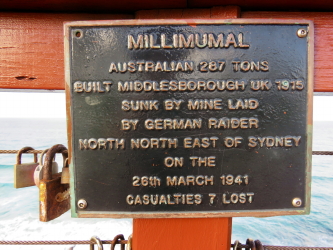 MILLIMUMAL
AUSTRALIAN 287 TONS
BUILT MIDDLESBOROUGH UK 1915
SUNK BY MINE LAID
BY GERMAN RAIDER
NORTH NORTH EAST OF SYDNEY
ON THE
26th MARCH 1941
CASUALTIES 7 LOST